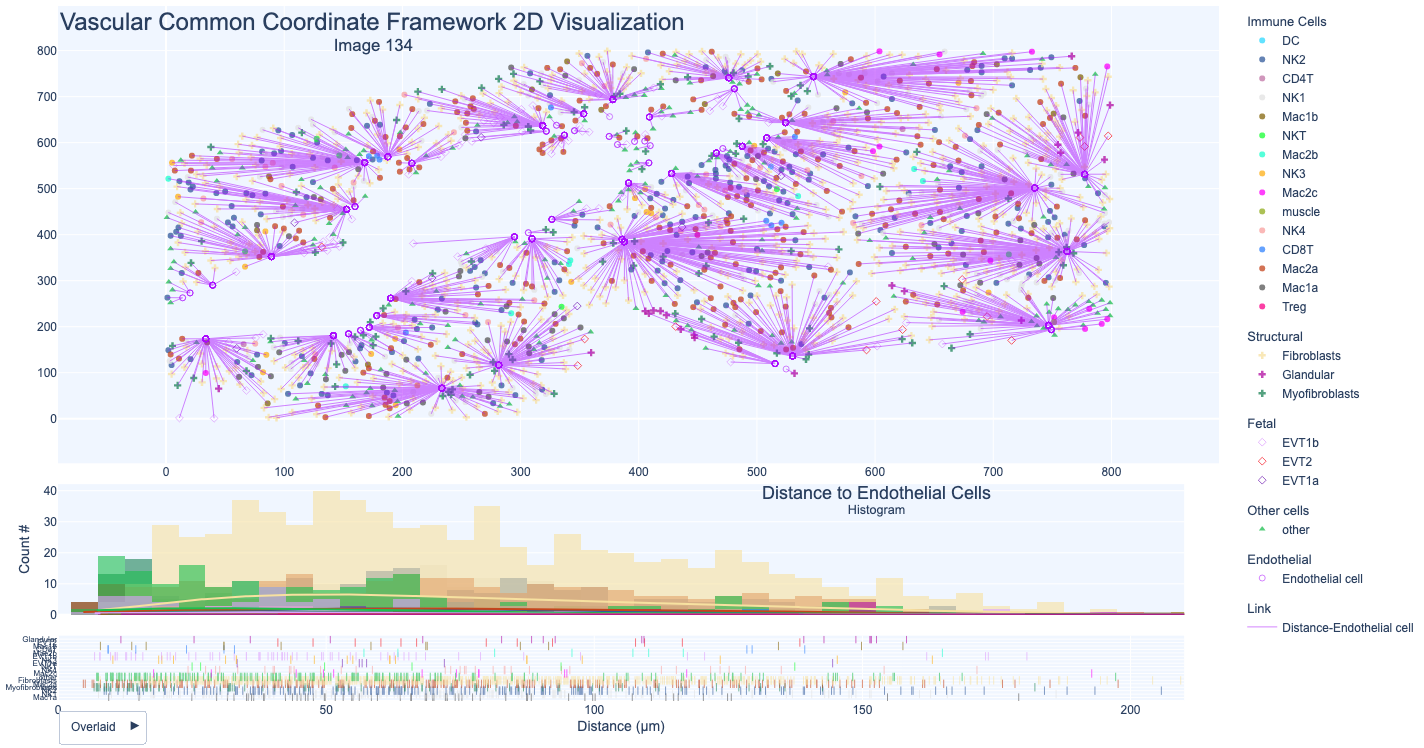 Vascular Common Coordinate Framework 2D Visualization
Image 134
800
700
600
500
400
300
200
100
0
0 100 200 300 400 500 600 700 800
Immune Cells
DC
NK2
CD4T
NK1
Mac1b
NKT
Mac2b
NK3
Mac2c
muscle
NK4
CD8T
Mac2a
Mac1a
Treg
Structural
Fibroblasts
Glandular
Myofibroblasts
Fetal
EVT1b
EVT2
EVT1a
Other cells
other
Endothelial
Endothelial cell
Link
Distance-Endothelial cell
Distance to Endothelial Cells
Histogram
Count #
40
30
20
10
0
Glandular
Fibroblasts
0 50 100 150 200
Distance (μm)
Overlaid ►